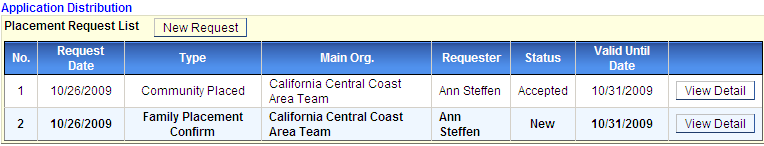 Application Distribution
Placement Request List New Request
No. Request Date Type Main Org. Requester Status Valid Until Date
1 10/26/2009 Community Placed California Central Coast Area Team Ann Steffen Accepted 10/31/2009 View Detail
2 10/26/2009 Family Placement Confirm California Central Coast Area Team Ann Steffen New 10/31/2009 View Detail